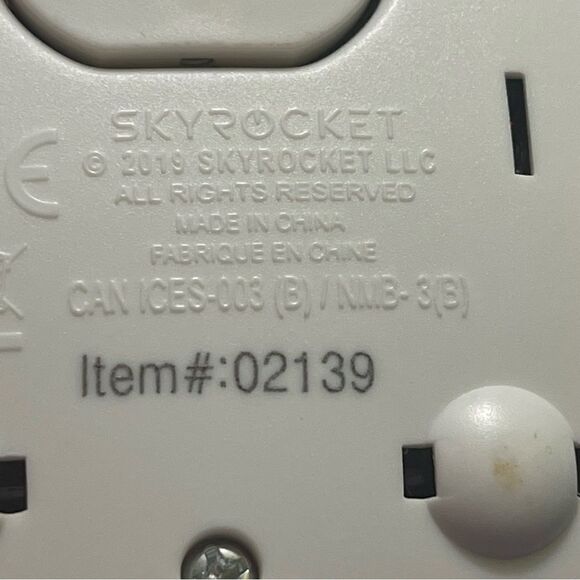 SKYROCKET
© 2019 SKYROCKET LLC
ALL RIGHTS RESERVED
MADE IN CHINA
FABRIQUE EN CHINE
CAN ICES-003 (B) / NMB- 3(B)
Item#:02139
CE